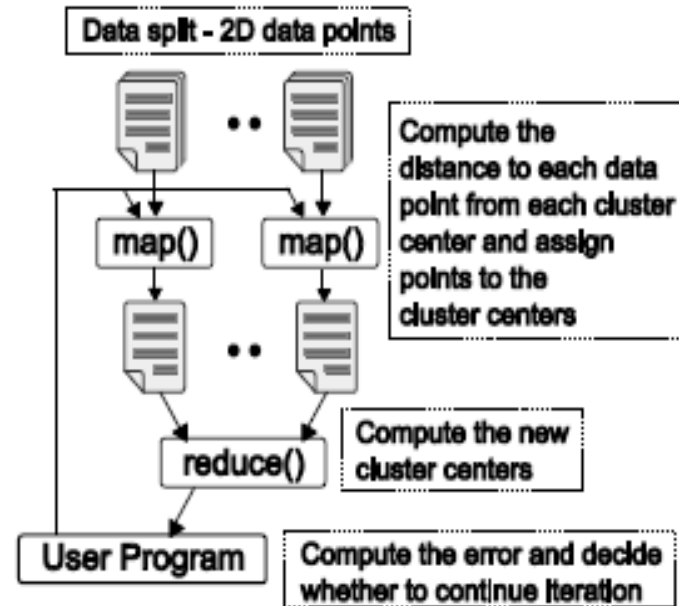 Data split - 2D data points
Compute the
distance to each data
point from each cluster
center and assign
points to the
cluster centers
map()
map()
Compute the new
cluster centers
reduce()
User Program
Compute the error and decide
whether to continue iteration